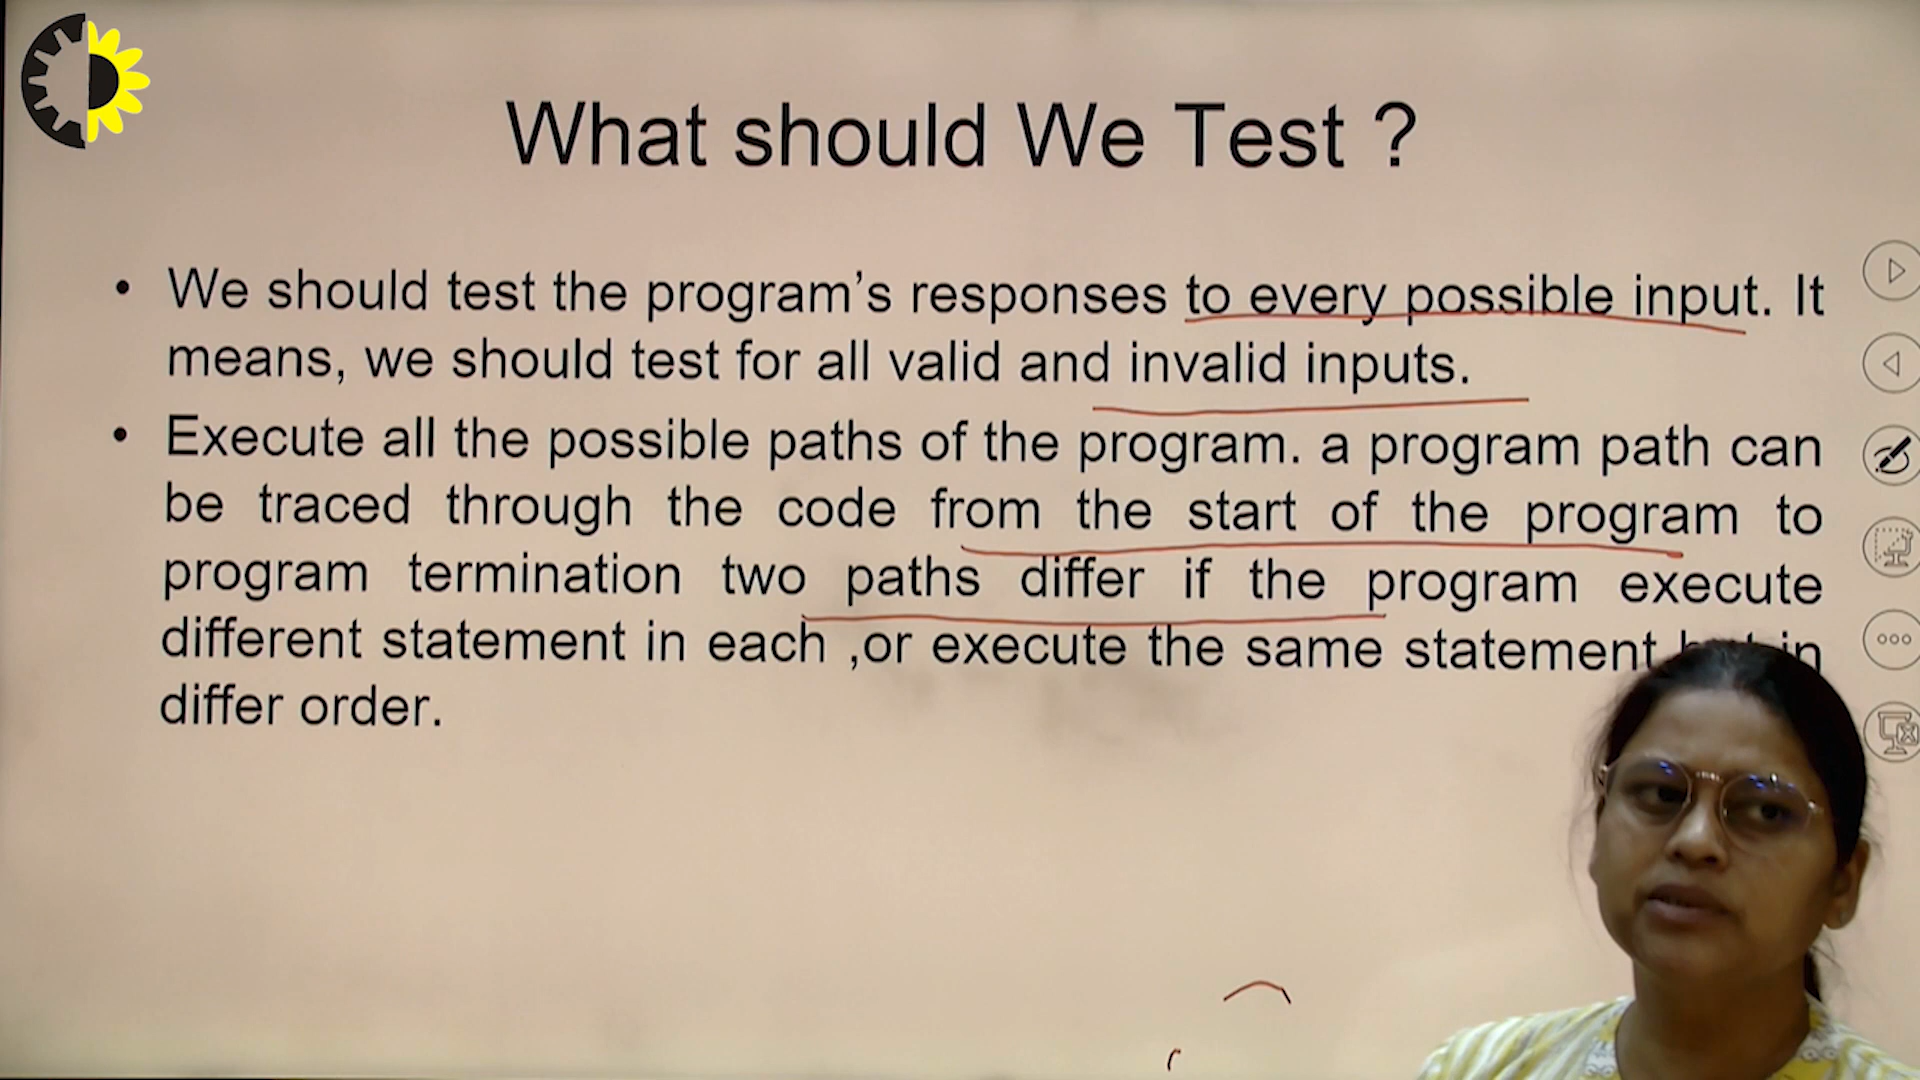 What should We Test ?
• We should test the program’s responses to every possible input. It
means, we should test for all valid and invalid inputs.
• Execute all the possible paths of the program. a program path can
be traced through the code from the start of the program to
program termination two paths differ if the program execute
different statement in each ,or execute the same statement in
differ order.